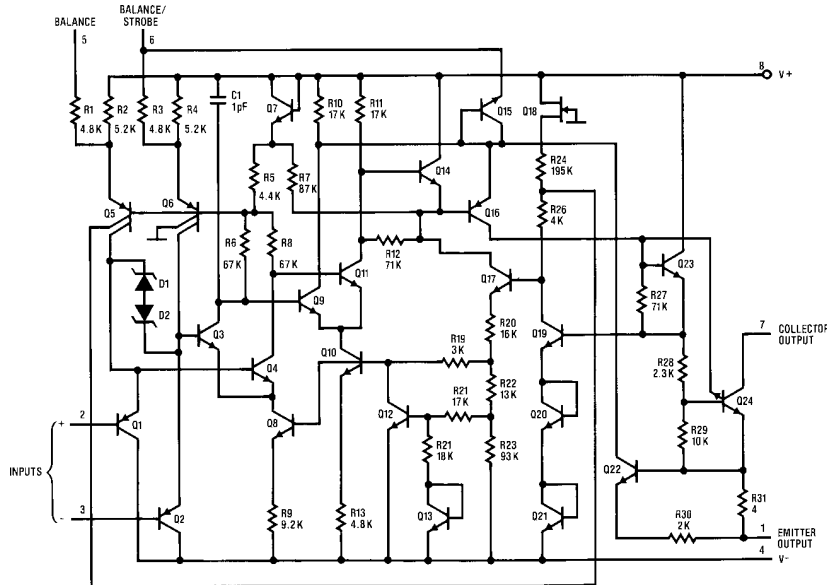 BALANCE
5
BALANCE/
STROBE
6
8
V+
R1
4.8K
R2
5.2K
R3
4.8K
R4
5.2K
C1
1pF
Q7
R10
17K
R11
17K
Q15
Q18
Q14
R24
195K
R5
4.4K
R7
87K
Q5
Q6
Q16
R26
4K
R6
67K
R8
67K
R12
71K
Q11
Q17
Q23
R27
71K
D1
D2
Q9
Q3
R20
16K
Q19
7
COLLECTOR
OUTPUT
Q10
R19
3K
R28
2.3K
Q4
R22
13K
Q24
2
+
Q1
Q8
Q12
R21
17K
Q20
R29
10K
INPUTS
R21
18K
R23
93K
Q22
3
-
Q2
R9
9.2K
R13
4.8K
Q13
Q21
R30
2K
R31
4
1
EMITTER
OUTPUT
4
V-